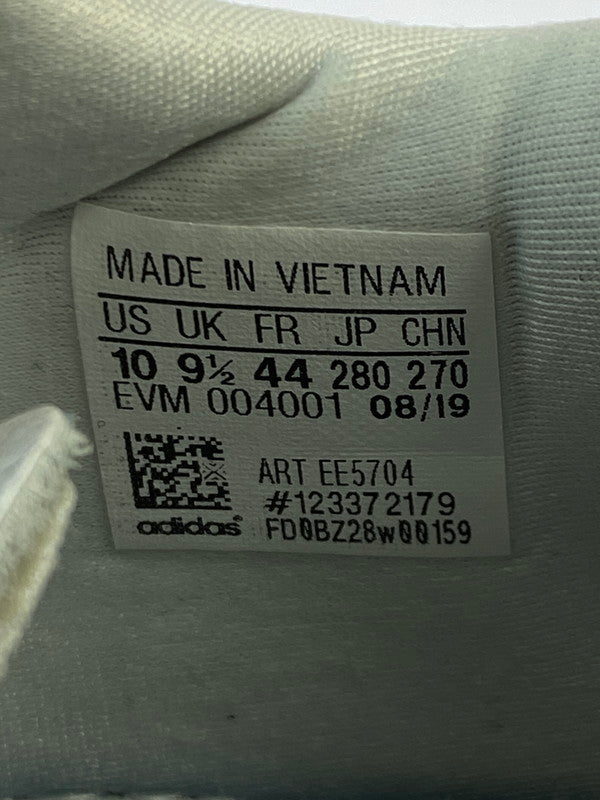 MADE IN VIETNAM
US UK FR JP CHN
10 9½ 44 280 270
EVM 004001 08/19
ART EE5704
#123372179
adidas FD0BZ28w00159